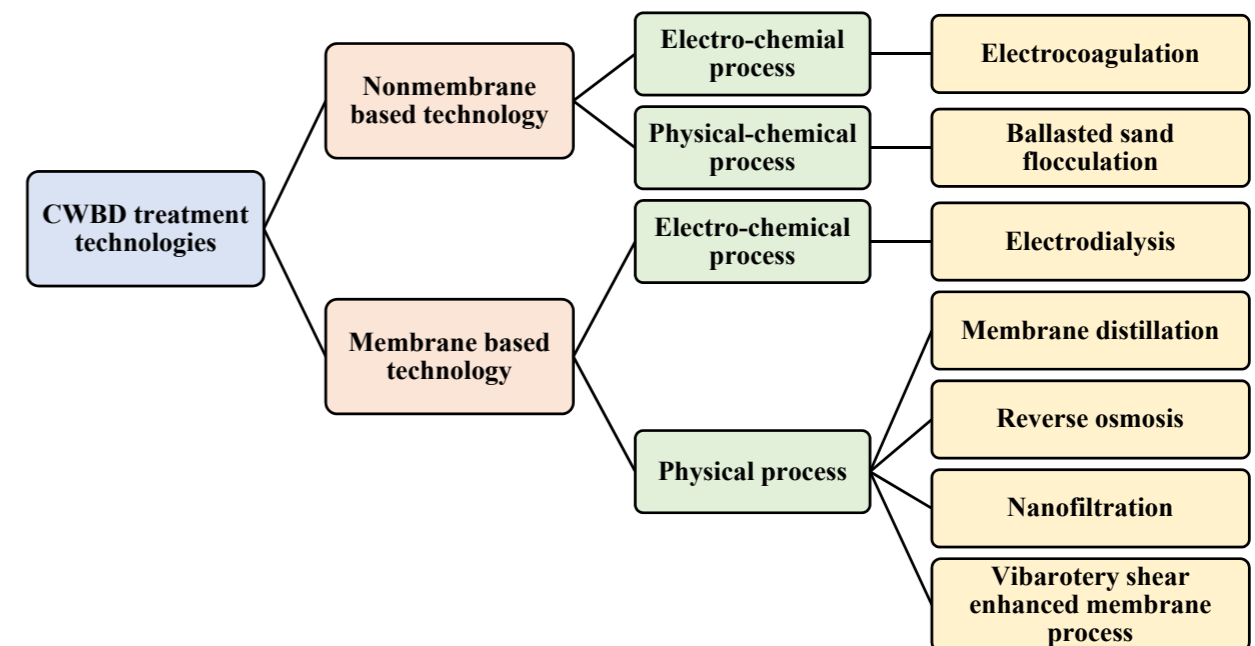 CWBD treatment
technologies
Nonmembrane
based technology
Membrane based
technology
Electro-chemial
process
Physical-chemical
process
Electro-chemical
process
Physical process
Electrocoagulation
Ballasted sand
flocculation
Electrodialysis
Membrane distillation
Reverse osmosis
Nanofiltration
Vibarotery shear
enhanced membrane
process